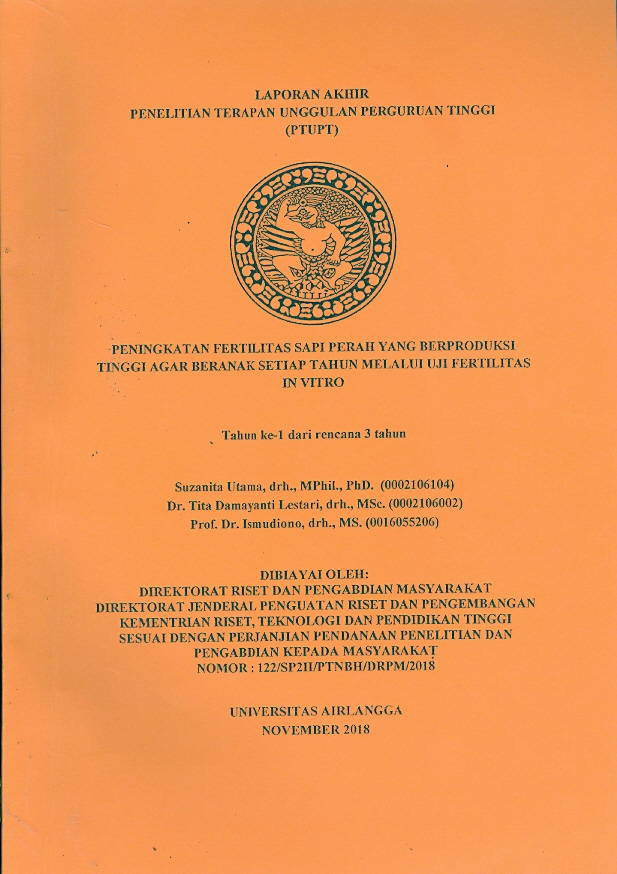 LAPORAN AKHIR
PENELITIAN TERAPAN UNGGULAN PERGURUAN TINGGI
(PTUPT)
PENINGKATAN FERTILITAS SAPI PERAH YANG BERPRODUKSI
TINGGI AGAR BERANAK SETIAP TAHUN MELALUI UJI FERTILITAS
IN VITRO
Tahun ke-1 dari rencana 3 tahun
Suzanita Utama, drh., MPhil., PhD. (0002106104)
Dr. Tita Damayanti Lestari, drh., MSc. (0002106002)
Prof. Dr. Ismudiono, drh., MS. (0016055206)
DIBIAYAI OLEH:
DIREKTORAT RISET DAN PENGABDIAN MASYARAKAT
DIREKTORAT JENDERAL PENGUATAN RISET DAN PENGEMBANGAN
KEMENTRIAN RISET, TEKNOLOGI DAN PENDIDIKAN TINGGI
SESUAI DENGAN PERJANJIAN PENDANAAN PENELITIAN DAN
PENGABDIAN KEPADA MASYARAKAT
NOMOR : 122/SP2H/PTNBH/DRPM/2018
UNIVERSITAS AIRLANGGA
NOVEMBER 2018